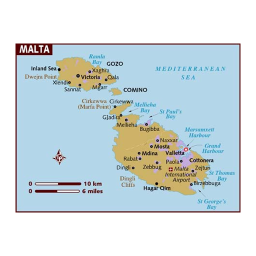 MALTA
Ramla
Bay
GOZO
Inland Sea
Xaghra
Dwejra Point
Victoria
Qala
Xlendi
Mgarr
Sannat
COMINO
MEDITERRANEAN
SEA
Cirkewwa
(Marfa Point)
Cirkewwa
Mellieha
Bay
Gjadira
Mellieha
St Paul's
Bay
Bugibba
Marsamxett
Harbour
Naxxar
Mosta
Grand
Harbour
Mdina
Valletta
Rabat
Paola
Cottonera
Dingli
Zebbug
Malta
International
Airport
Zejtun
St Thomas
Bay
Dingli
Cliffs
Hagar Qim
Birzebbuga
St George's
Bay
0
10 km
0
6 miles